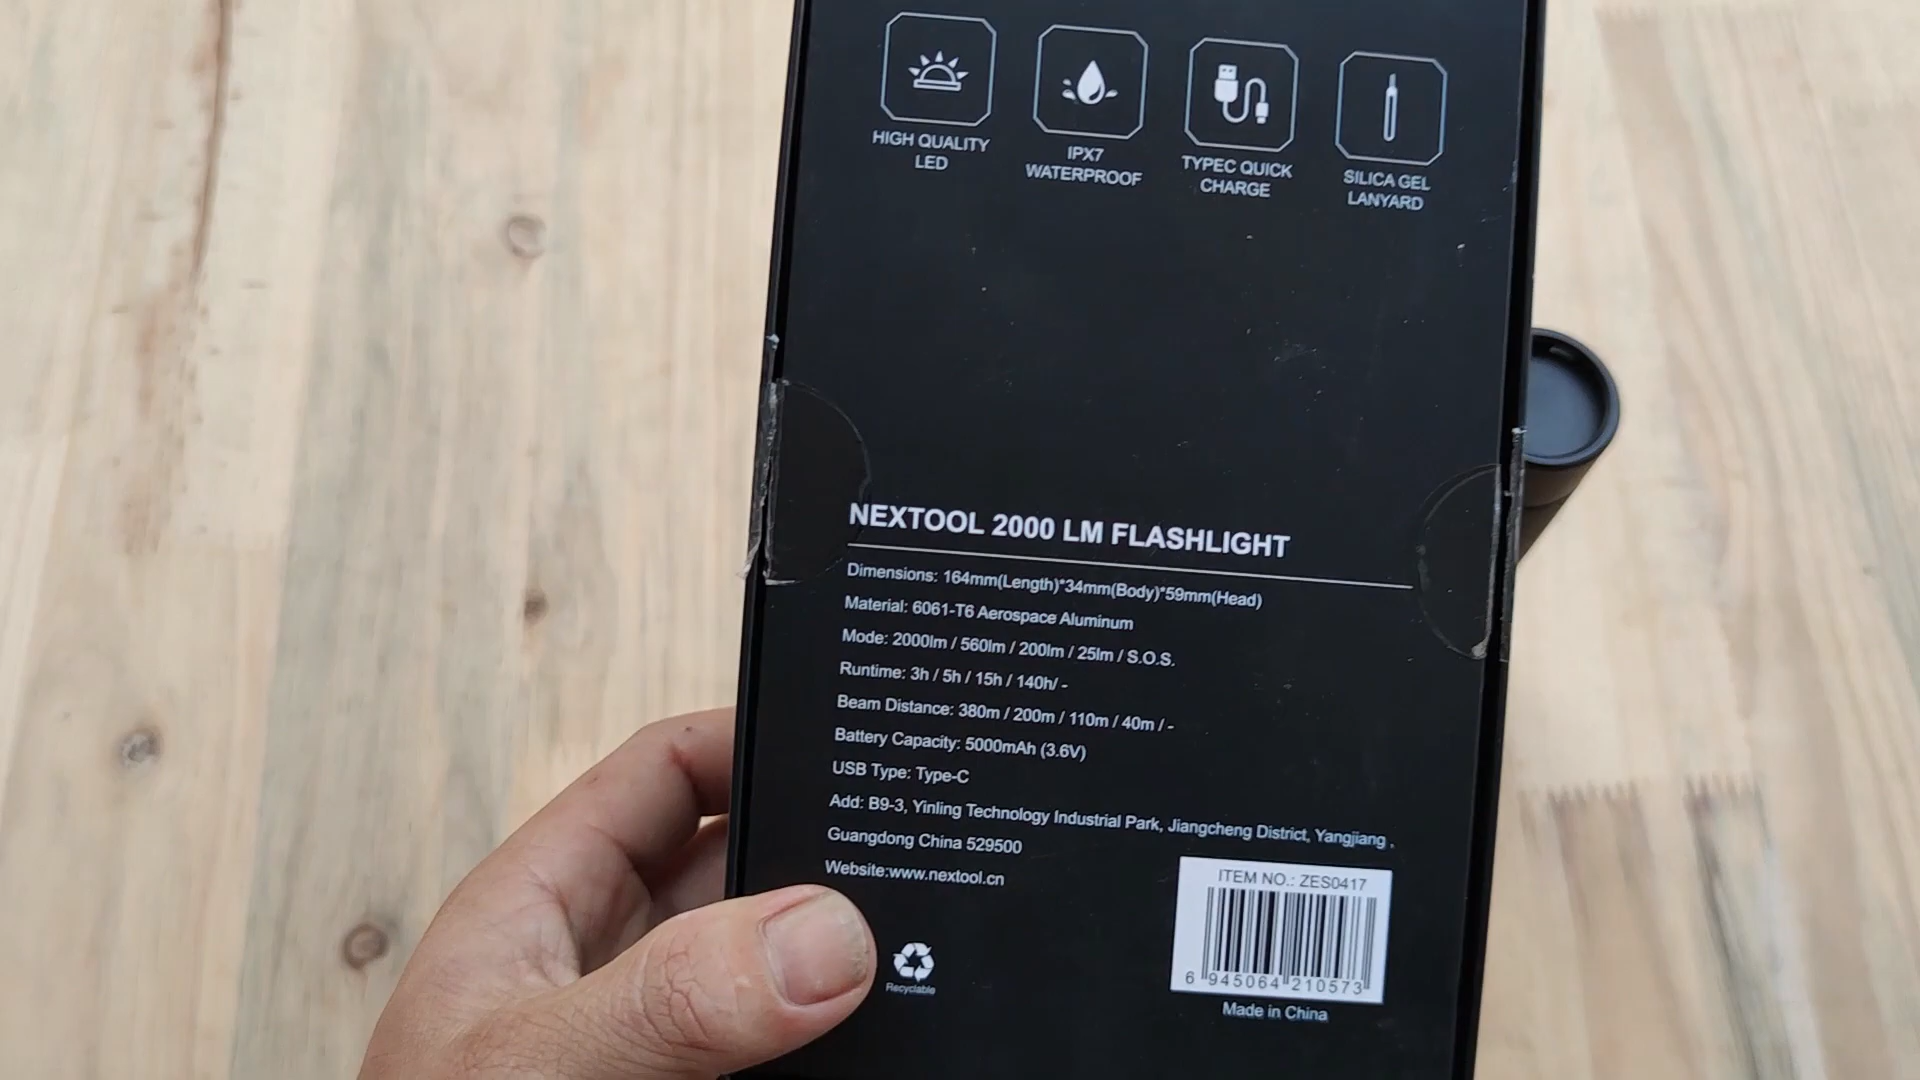 HIGH QUALITY
LED
IPX7
WATERPROOF
TYPEC QUICK
CHARGE
SILICA GEL
LANYARD
NEXTOOL 2000 LM FLASHLIGHT
Dimensions: 164mm(Length)*34mm(Body)*59mm(Head)
Material: 6061-T6 Aerospace Aluminum
Mode: 2000lm / 560lm / 200lm / 25lm / S.O.S.
Runtime: 3h / 5h / 15h / 140h/ -
Beam Distance: 380m / 200m / 110m / 40m / -
Battery Capacity: 5000mAh (3.6V)
USB Type: Type-C
Add: B9-3, Yinling Technology Industrial Park, Jiangcheng District, Yangjiang .
Guangdong China 529500
Website:www.nextool.cn
ITEM NO.: ZES0417
6 945064 210573
Recyclable
Made in China